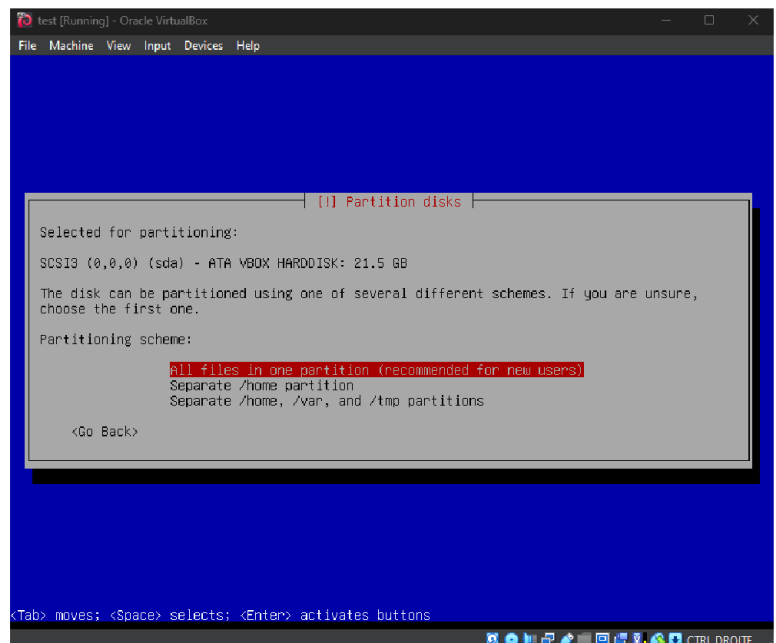 test [Running] - Oracle VirtualBox
File Machine View Input Devices Help
[!] Partition disks
Selected for partitioning:
SCSI3 (0,0,0) (sda) - ATA VBOX HARDDISK: 21.5 GB
The disk can be partitioned using one of several different schemes. If you are unsure,
choose the first one.
Partitioning scheme:
All files in one partition (recommended for new users)
Separate /home partition
Separate /home, /var, and /tmp partitions
<Go Back>
<Tab> moves; <Space> selects; <Enter> activates buttons
CTRL DROITE